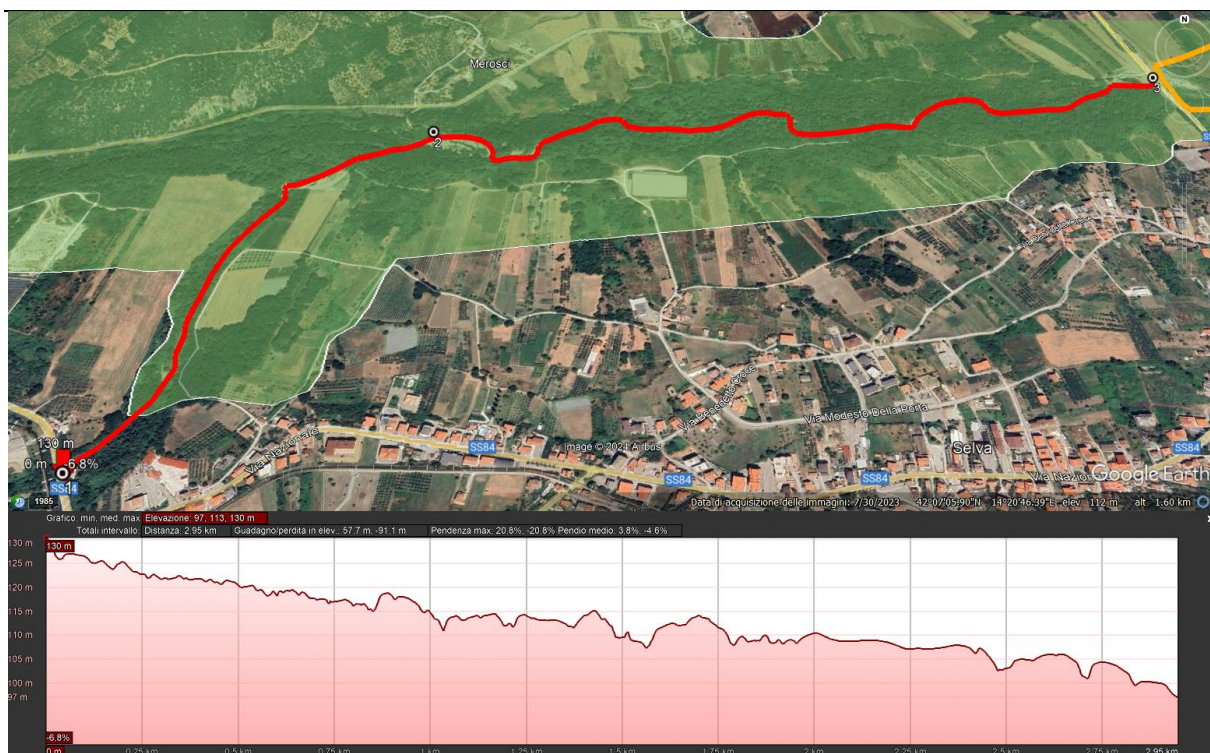 N
Merosci
3
2
130 m
0 m
-6.8%
1
Via Nazionale
SS84
Image © 2024 Airbus
Via Benedetto Croce
Via Modesto Della Porta
Selva
SS84
SS84
SS84
Via Nazio
Google Earth
1985
Data di acquisizione delle immagini: 7/30/2023 42°07'05.90"N 14°20'46.39"E elev 112 m alt 1.60 km
Grafico: min, med, max Elevazione: 97, 113, 130 m
Totali intervallo: Distanza: 2.95 km Guadagno/perdita in elev.: 57.7 m, -91.1 m Pendenza max: 20.8%, -20.8% Pendio medio: 3.8%, -4.6%
130 m
130 m
125 m
120 m
115 m
110 m
105 m
100 m
97 m
-6.8%
0 m 0.25 km 0.5 km 0.75 km 1 km 1.25 km 1.5 km 1.75 km 2 km 2.25 km 2.5 km 2.75 km 2.95 km